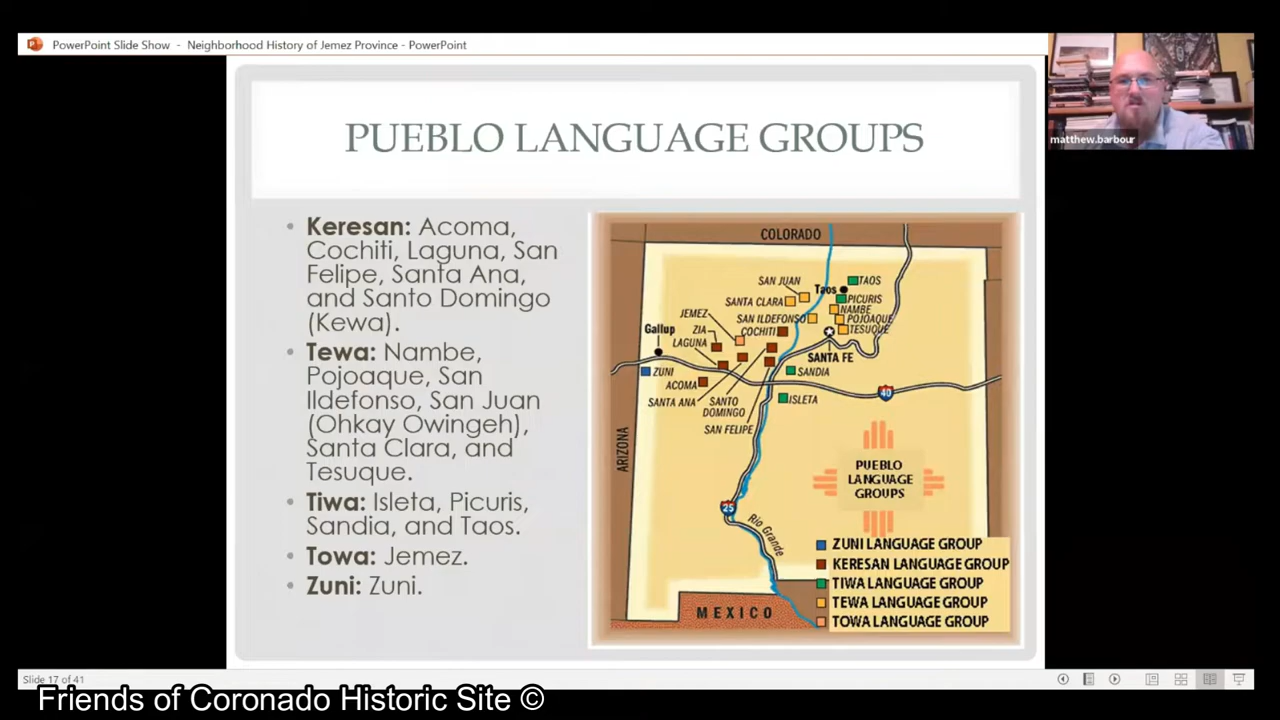 PowerPoint Slide Show - Neighborhood History of Jemez Province - PowerPoint
matthew.barbour
PUEBLO LANGUAGE GROUPS
• Keresan: Acoma,
Cochiti, Laguna, San
Felipe, Santa Ana,
and Santo Domingo
(Kewa).
• Tewa: Nambe,
Pojoaque, San
Ildefonso, San Juan
(Ohkay Owingeh),
Santa Clara, and
Tesuque.
• Tiwa: Isleta, Picuris,
Sandia, and Taos.
• Towa: Jemez.
• Zuni: Zuni.
COLORADO
SAN JUAN
TAOS
Taos
SANTA CLARA
PICURIS
NAMBE
JEMEZ
SAN ILDEFONSO
POJOAQUE
Gallup
ZIA
COCHITI
TESUQUE
LAGUNA
SANTA FE
ZUNI
SANDIA
ACOMA
40
SANTA ANA
SANTO
DOMINGO
ISLETA
SAN FELIPE
ARIZONA
PUEBLO
LANGUAGE
GROUPS
25
Rio Grande
ZUNI LANGUAGE GROUP
KERESAN LANGUAGE GROUP
TIWA LANGUAGE GROUP
TEWA LANGUAGE GROUP
TOWA LANGUAGE GROUP
MEXICO
Slide 17 of 41
Friends of Coronado Historic Site ©